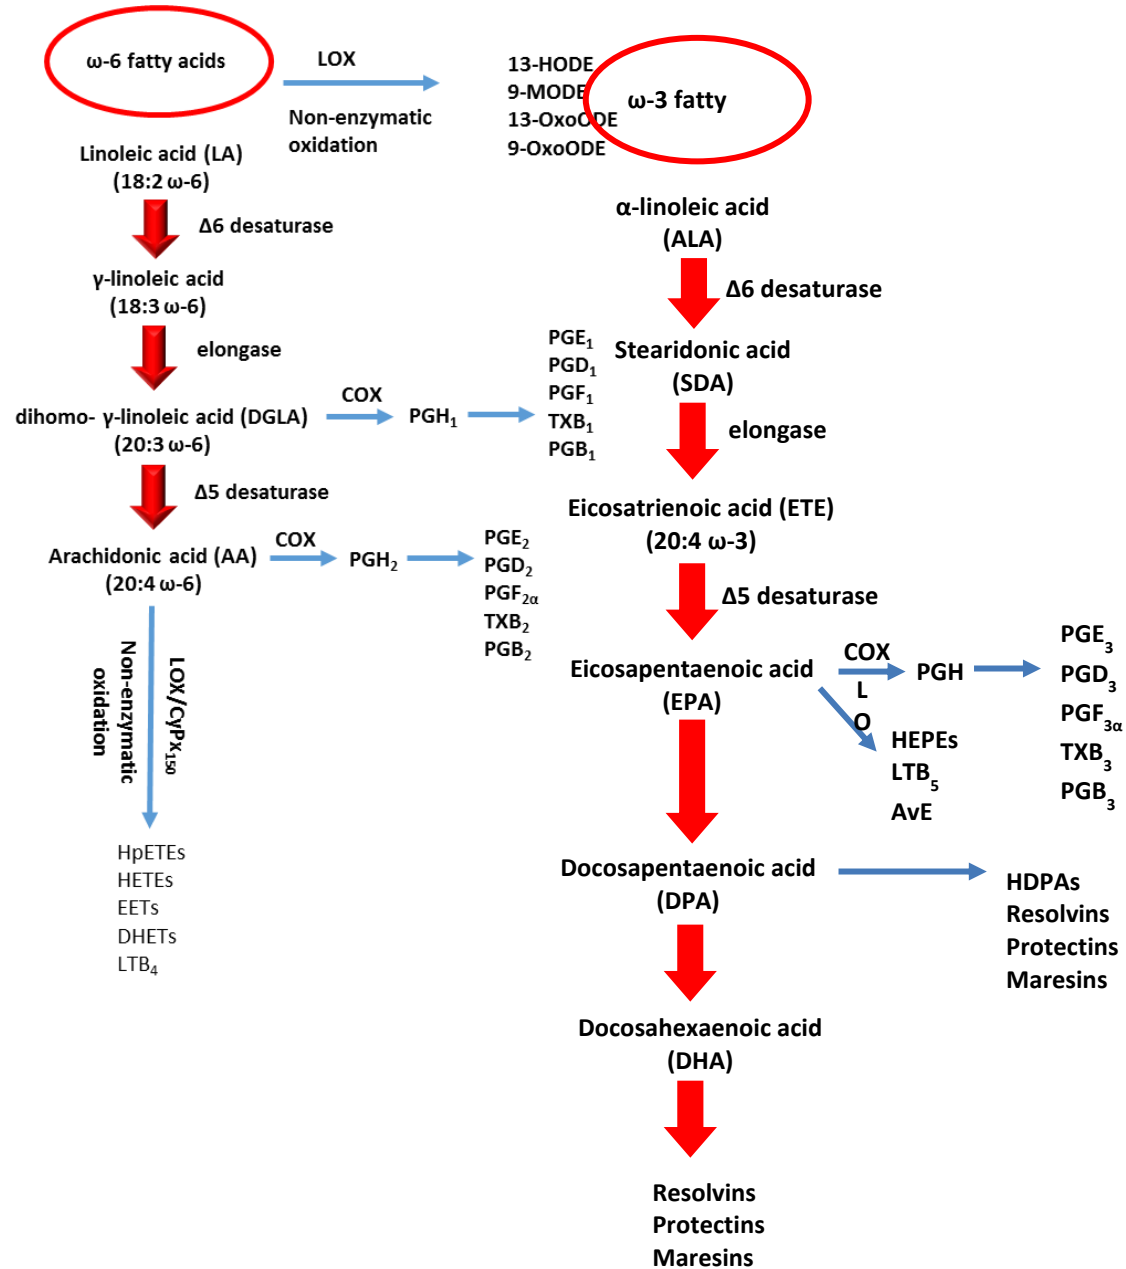 ω-6 fatty acids
LOX
Non-enzymatic
oxidation
13-HODE
9-MODE
13-OxoODE
9-OxoODE
Linoleic acid (LA)
(18:2 ω-6)
Δ6 desaturase
γ-linoleic acid
(18:3 ω-6)
elongase
dihomo- γ-linoleic acid (DGLA)
(20:3 ω-6)
COX
PGH₁
PGE₁
PGD₁
PGF₁
TXB₁
PGB₁
Δ5 desaturase
Arachidonic acid (AA)
(20:4 ω-6)
COX
PGH₂
PGE₂
PGD₂
PGF₂α
TXB₂
PGB₂
LOX/CyPx₁₅₀
Non-enzymatic
oxidation
HpETEs
HETEs
EETs
DHETs
LTB₄
ω-3 fatty
α-linoleic acid
(ALA)
Δ6 desaturase
Stearidonic acid
(SDA)
elongase
Eicosatrienoic acid (ETE)
(20:4 ω-3)
Δ5 desaturase
Eicosapentaenoic acid
(EPA)
COX
L
O
PGH
PGE₃
PGD₃
PGF₃α
TXB₃
PGB₃
HEPEs
LTB₅
AvE
Docosapentaenoic acid
(DPA)
HDPAs
Resolvins
Protectins
Maresins
Docosahexaenoic acid
(DHA)
Resolvins
Protectins
Maresins